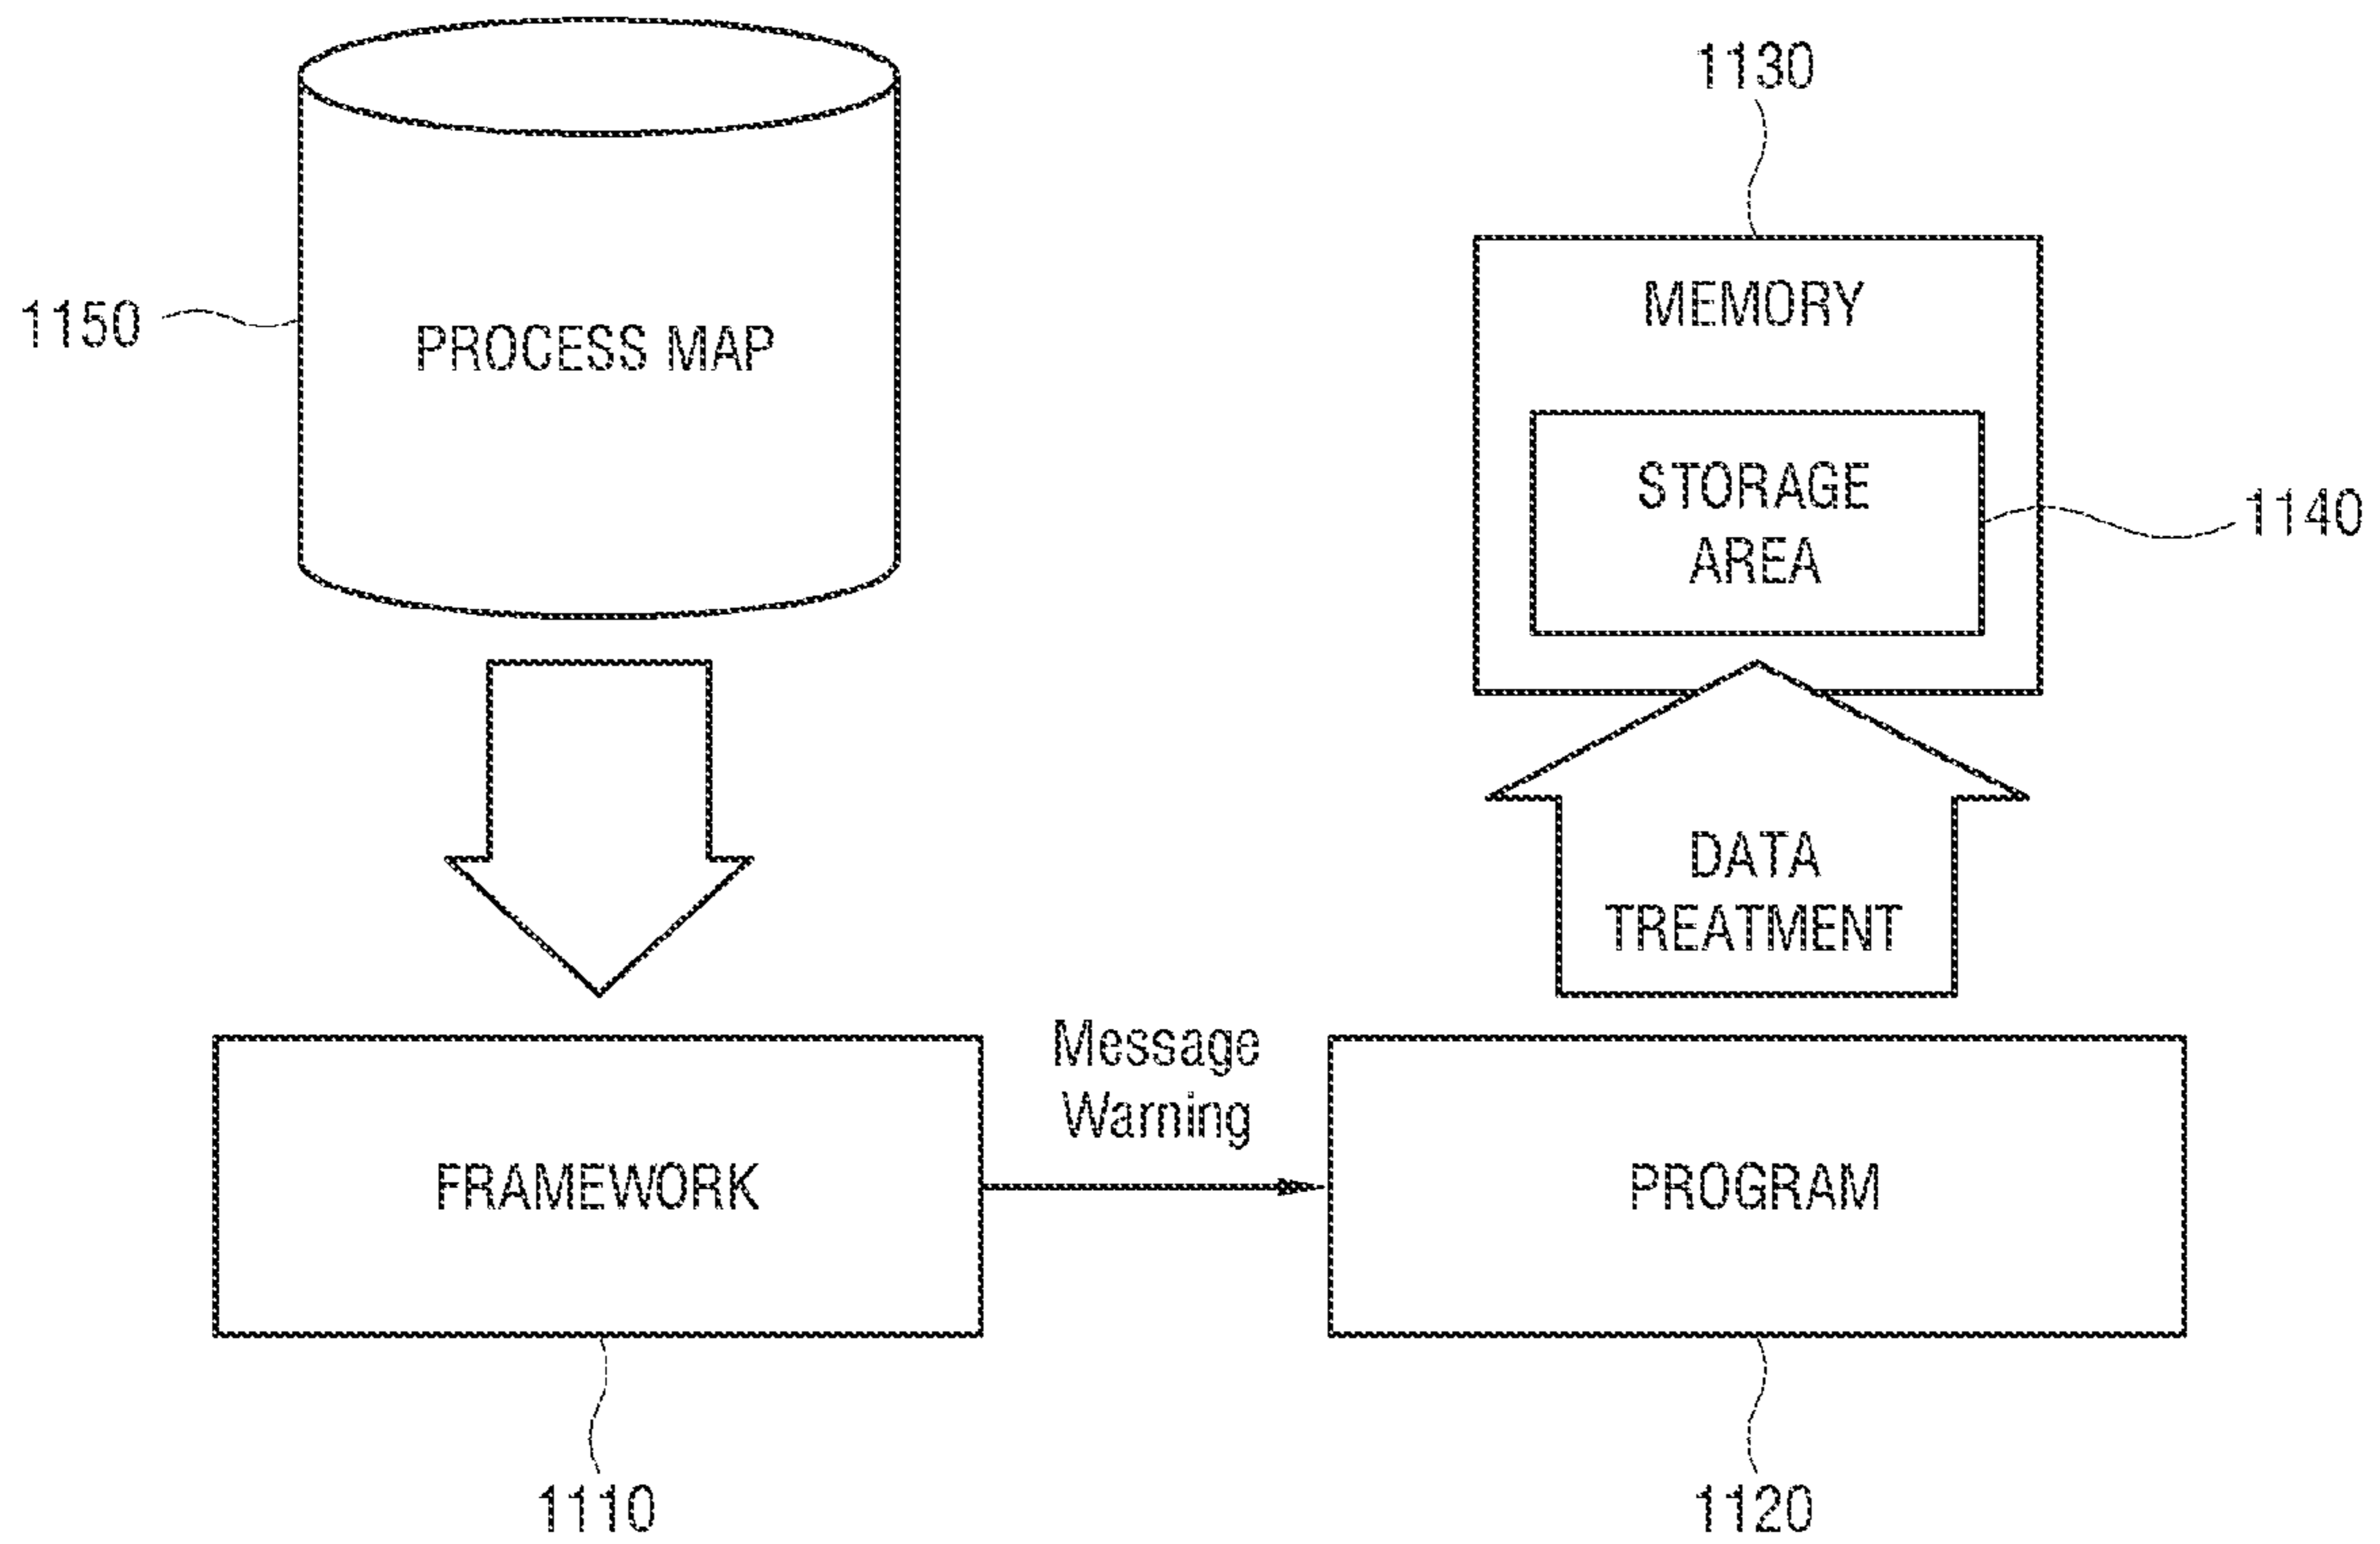 1130
MEMORY
1150
PROCESS MAP
STORAGE
AREA
1140
DATA
TREATMENT
Message
Warning
FRAMEWORK
PROGRAM
1110
1120